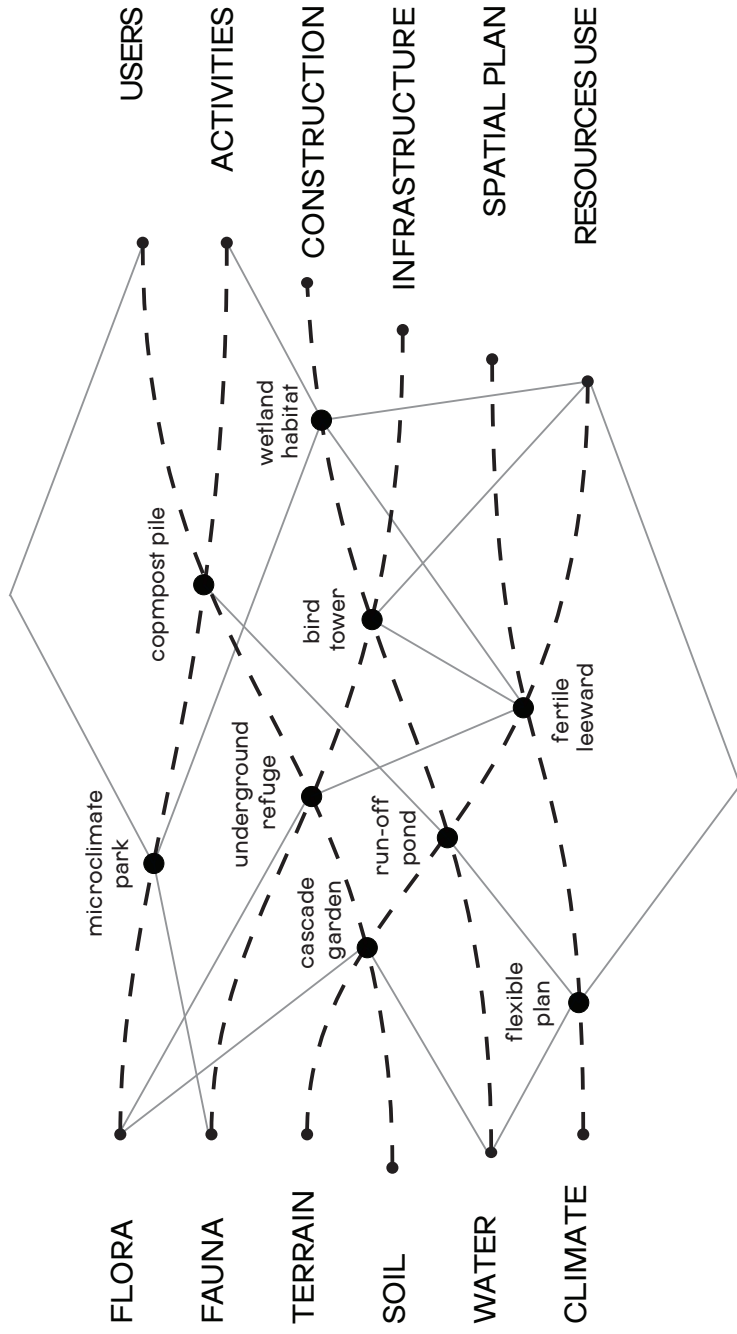 FLORA
FAUNA
TERRAIN
SOIL
WATER
CLIMATE
microclimate
park
underground
refuge
cascade
garden
run-off
pond
flexible
plan
copmpost pile
bird
tower
fertile
leeward
wetland
habitat
USERS
ACTIVITIES
CONSTRUCTION
INFRASTRUCTURE
SPATIAL PLAN
RESOURCES USE